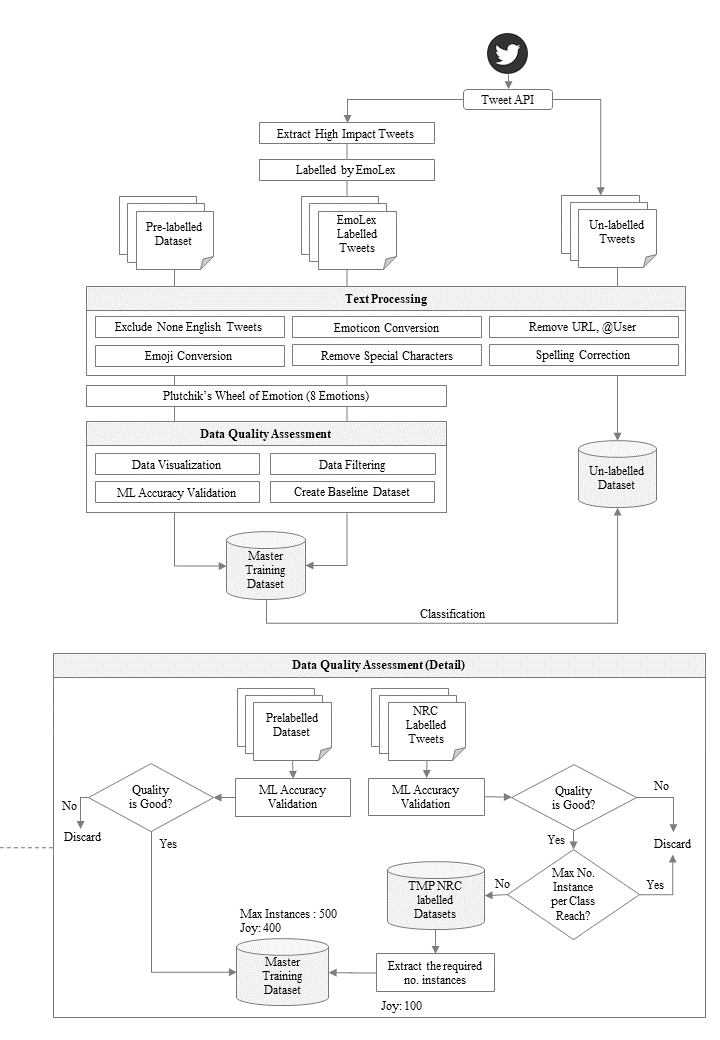 Tweet API
Extract High Impact Tweets
Labelled by EmoLex
Pre-labelled
Dataset
EmoLex
Labelled
Tweets
Un-labelled
Tweets
Text Processing
Exclude None English Tweets
Emoticon Conversion
Remove URL, @User
Emoji Conversion
Remove Special Characters
Spelling Correction
Plutchik's Wheel of Emotion (8 Emotions)
Data Quality Assessment
Data Visualization
Data Filtering
ML Accuracy Validation
Create Baseline Dataset
Un-labelled
Dataset
Master
Training
Dataset
Classification
Data Quality Assessment (Detail)
Prelabelled
Dataset
NRC
Labelled
Tweets
Quality
is Good?
ML Accuracy
Validation
ML Accuracy
Validation
Quality
is Good?
No
No
Discard
Yes
Yes
Discard
Max No.
Instance
per Class
Reach?
No
Yes
TMP NRC
labelled
Datasets
Max Instances : 500
Joy: 400
Master
Training
Dataset
Extract the required
no. instances
Joy: 100